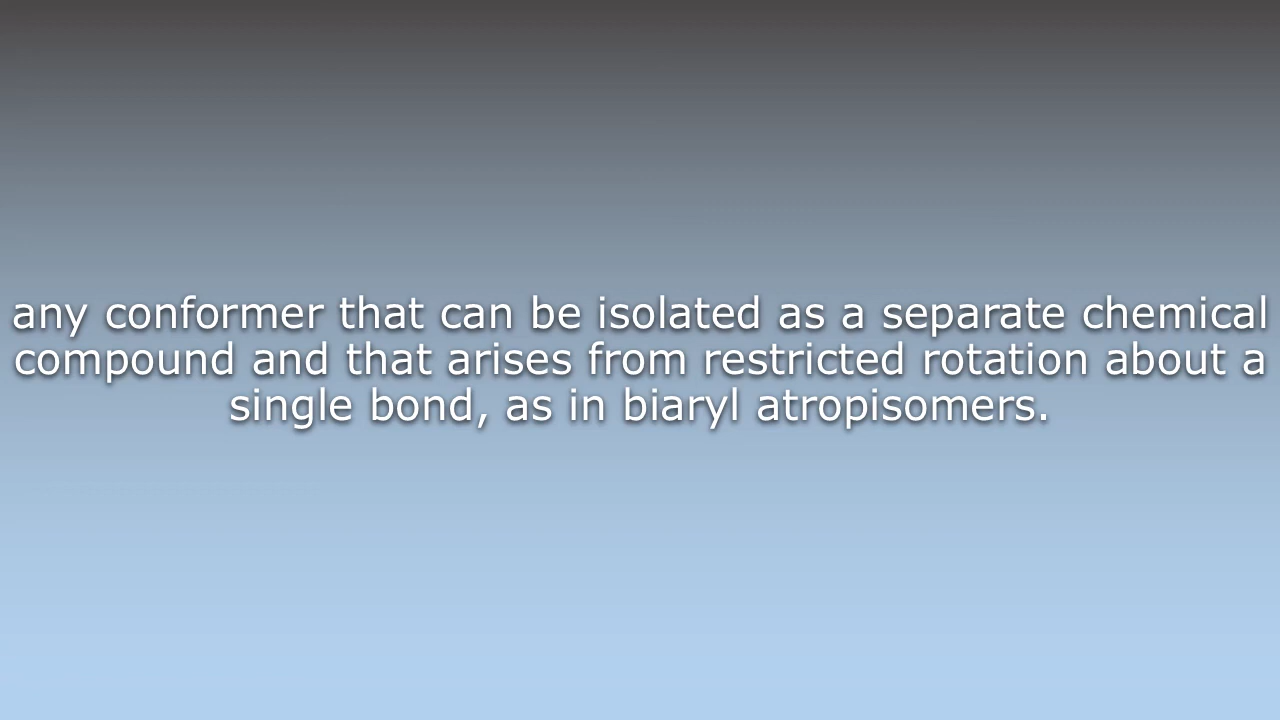 any conformer that can be isolated as a separate chemical
compound and that arises from restricted rotation about a
single bond, as in biaryl atropisomers.